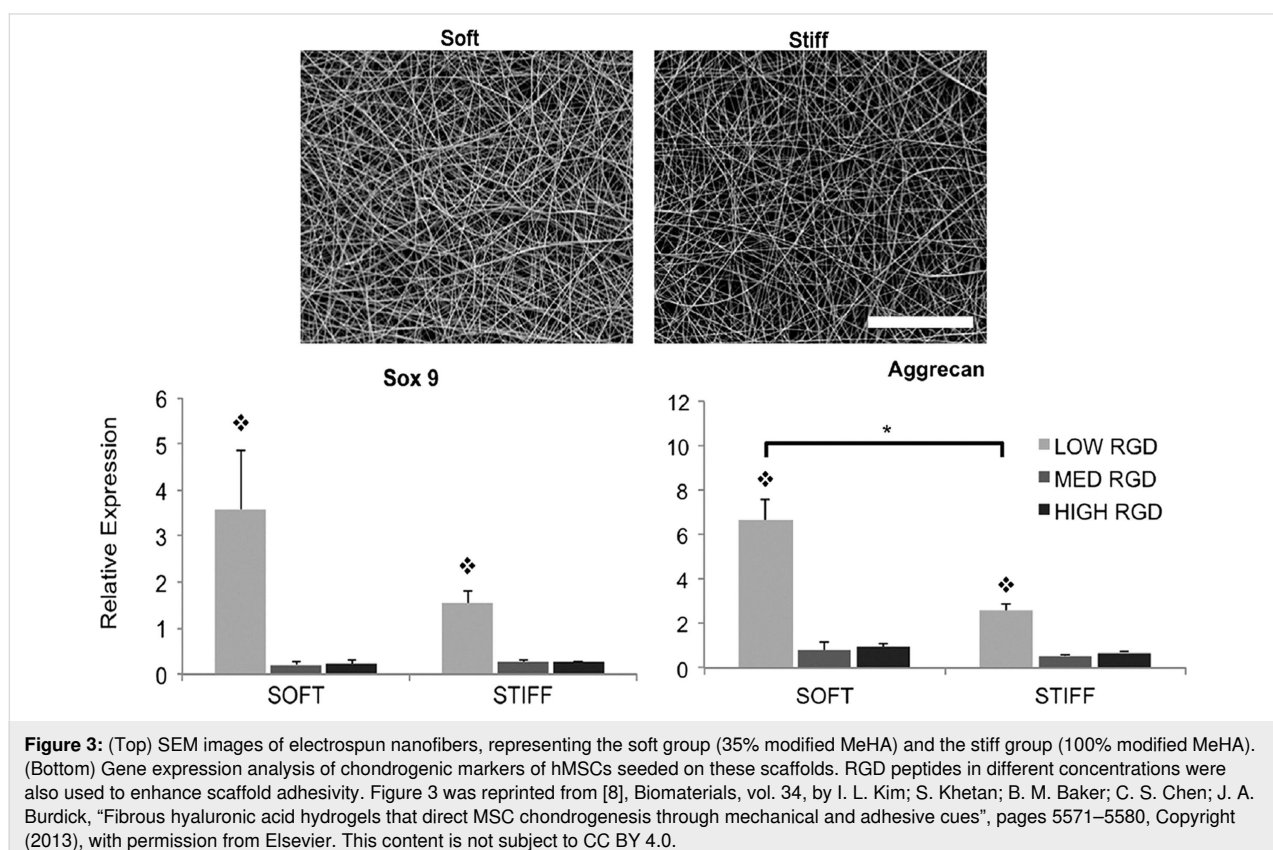 Soft
Stiff
Sox 9
Relative Expression
6
5
4
3
2
1
0
SOFT
STIFF
Aggrecan
12
10
8
6
4
2
0
*
LOW RGD
MED RGD
HIGH RGD
SOFT
STIFF
Figure 3: (Top) SEM images of electrospun nanofibers, representing the soft group (35% modified MeHA) and the stiff group (100% modified MeHA).
(Bottom) Gene expression analysis of chondrogenic markers of hMSCs seeded on these scaffolds. RGD peptides in different concentrations were
also used to enhance scaffold adhesivity. Figure 3 was reprinted from [8], Biomaterials, vol. 34, by I. L. Kim; S. Khetan; B. M. Baker; C. S. Chen; J. A.
Burdick, “Fibrous hyaluronic acid hydrogels that direct MSC chondrogenesis through mechanical and adhesive cues”, pages 5571–5580, Copyright
(2013), with permission from Elsevier. This content is not subject to CC BY 4.0.